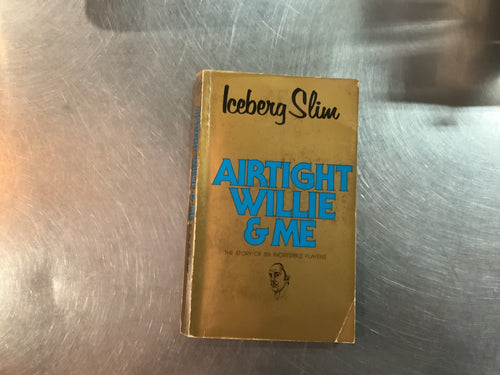 Iceberg Slim
AIRTIGHT
WILLIE
& ME
THE STORY OF SIX INCREDIBLE PLAYERS